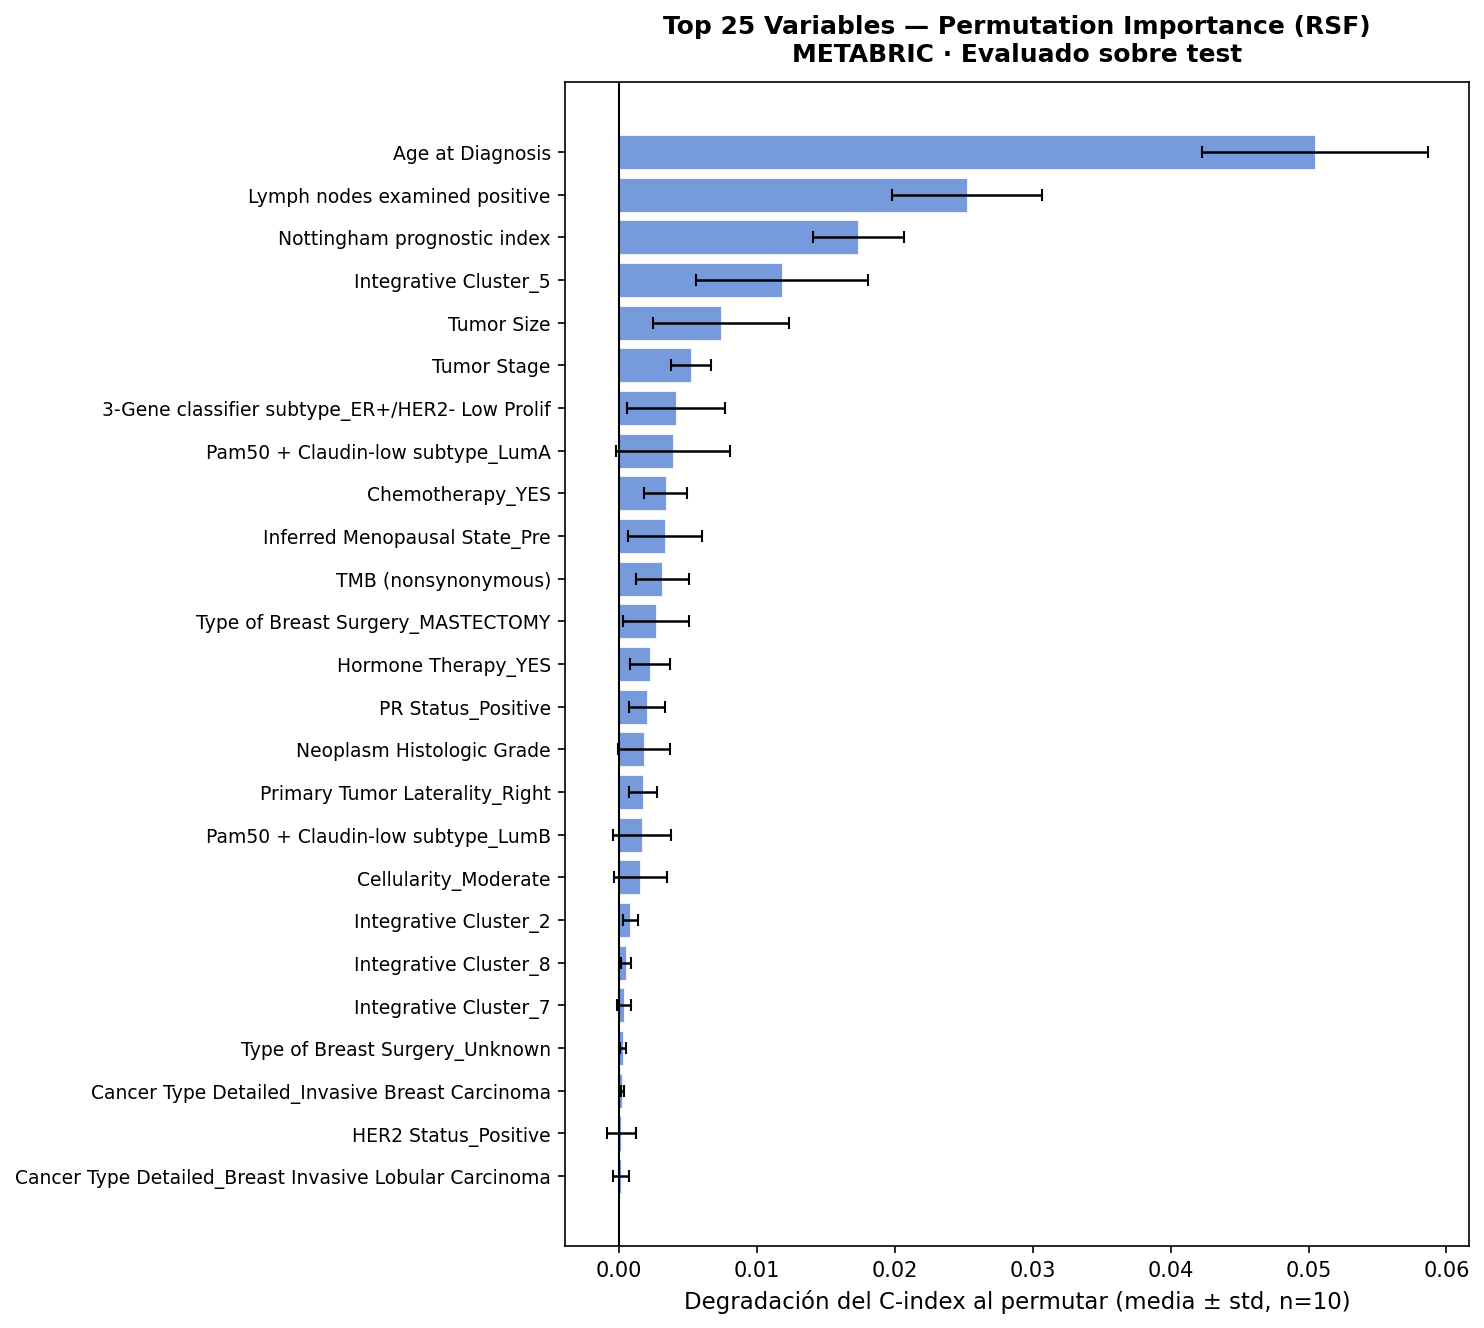 Top 25 Variables — Permutation Importance (RSF)
METABRIC · Evaluado sobre test
Age at Diagnosis
Lymph nodes examined positive
Nottingham prognostic index
Integrative Cluster_5
Tumor Size
Tumor Stage
3-Gene classifier subtype_ER+/HER2- Low Prolif
Pam50 + Claudin-low subtype_LumA
Chemotherapy_YES
Inferred Menopausal State_Pre
TMB (nonsynonymous)
Type of Breast Surgery_MASTECTOMY
Hormone Therapy_YES
PR Status_Positive
Neoplasm Histologic Grade
Primary Tumor Laterality_Right
Pam50 + Claudin-low subtype_LumB
Cellularity_Moderate
Integrative Cluster_2
Integrative Cluster_8
Integrative Cluster_7
Type of Breast Surgery_Unknown
Cancer Type Detailed_Invasive Breast Carcinoma
HER2 Status_Positive
Cancer Type Detailed_Breast Invasive Lobular Carcinoma
0.00 0.01 0.02 0.03 0.04 0.05 0.06
Degradación del C-index al permutar (media ± std, n=10)